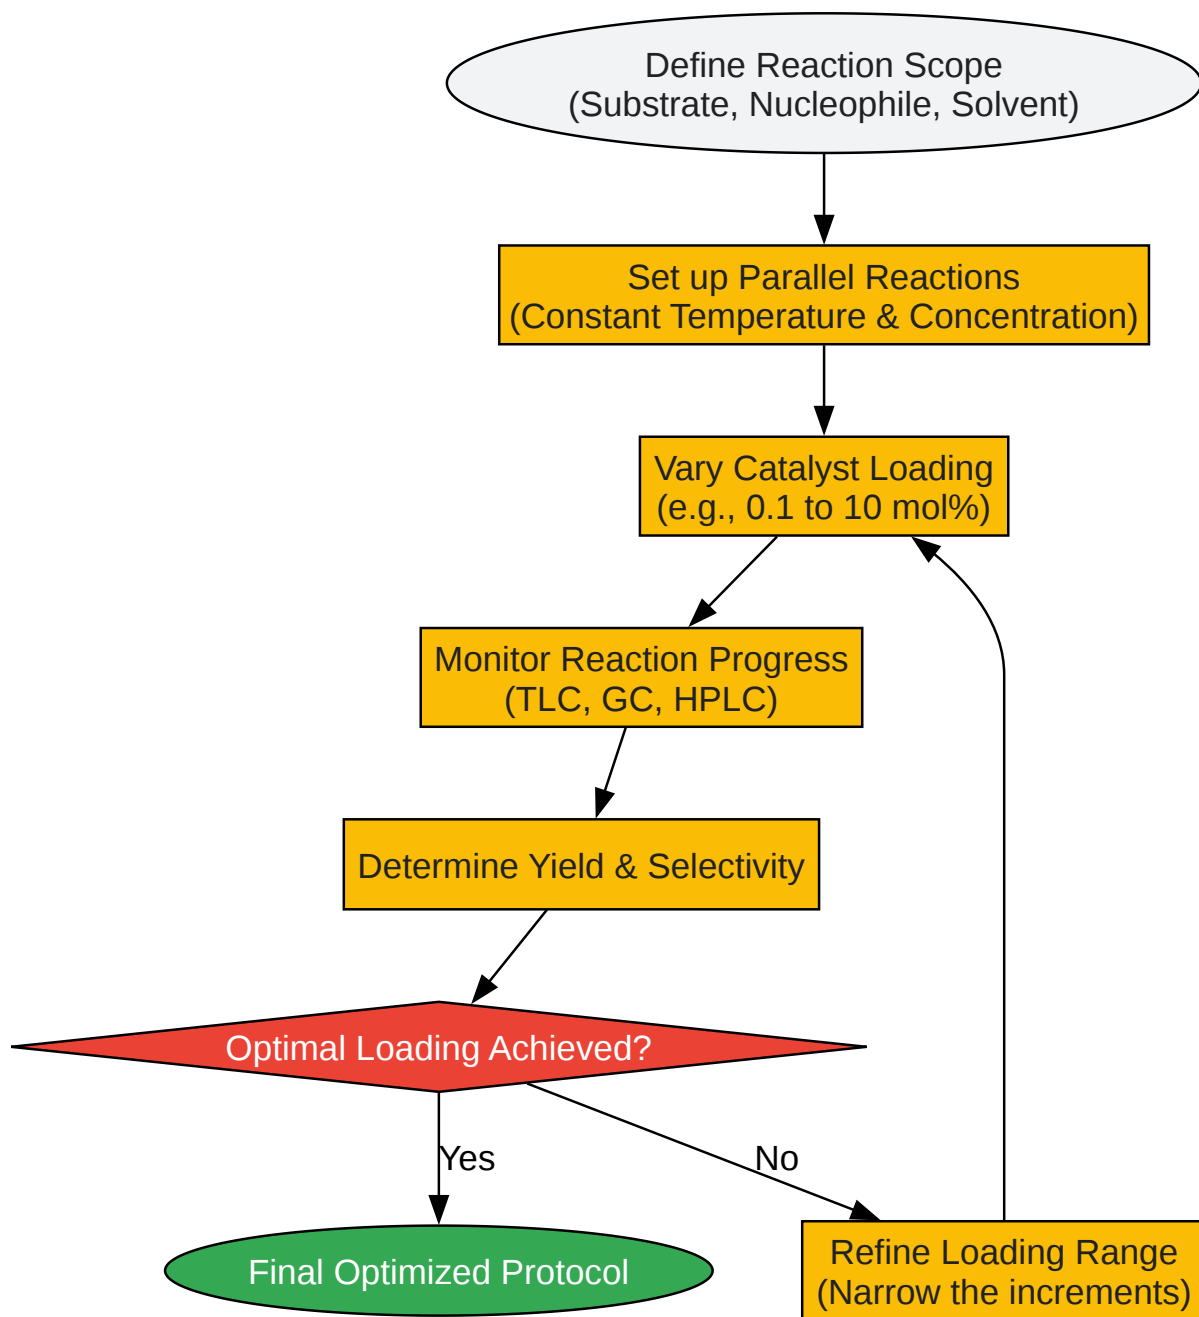 Define Reaction Scope
(Substrate, Nucleophile, Solvent)
Set up Parallel Reactions
(Constant Temperature & Concentration)
Vary Catalyst Loading
(e.g., 0.1 to 10 mol%)
Monitor Reaction Progress
(TLC, GC, HPLC)
Determine Yield & Selectivity
Optimal Loading Achieved?
Yes
No
Final Optimized Protocol
Refine Loading Range
(Narrow the increments)